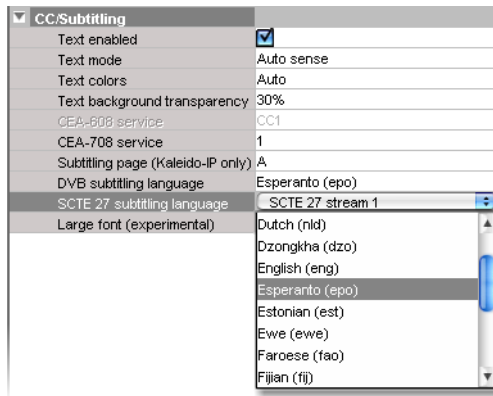 CC/Subtitling
Text enabled
Text mode Auto sense
Text colors Auto
Text background transparency 30%
CEA-608 service CC1
CEA-708 service 1
Subtitling page (Kaleido-IP only) A
DVB subtitling language Esperanto (epo)
SCTE 27 subtitling language SCTE 27 stream 1
Large font (experimental)
Dutch (nld)
Dzongkha (dzo)
English (eng)
Esperanto (epo)
Estonian (est)
Ewe (ewe)
Faroese (fao)
Fijian (fij)